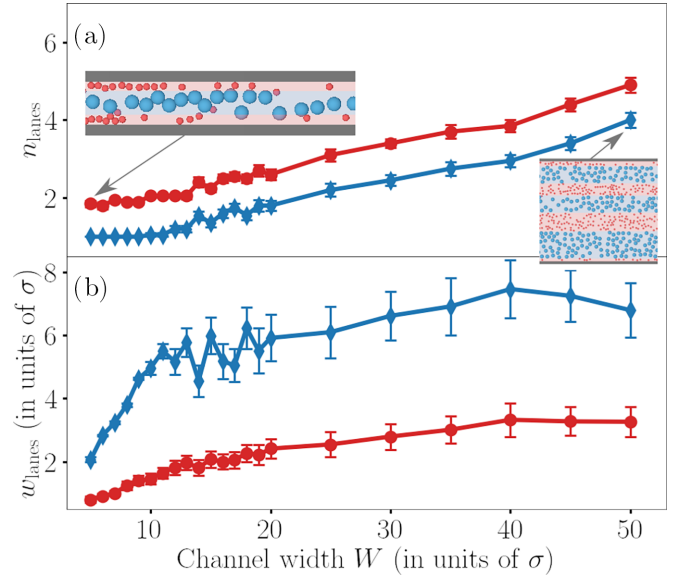 (a)
6
4
2
n_lanes
(b)
8
6
4
2
w_lanes (in units of σ)
10 20 30 40 50
Channel width W (in units of σ)